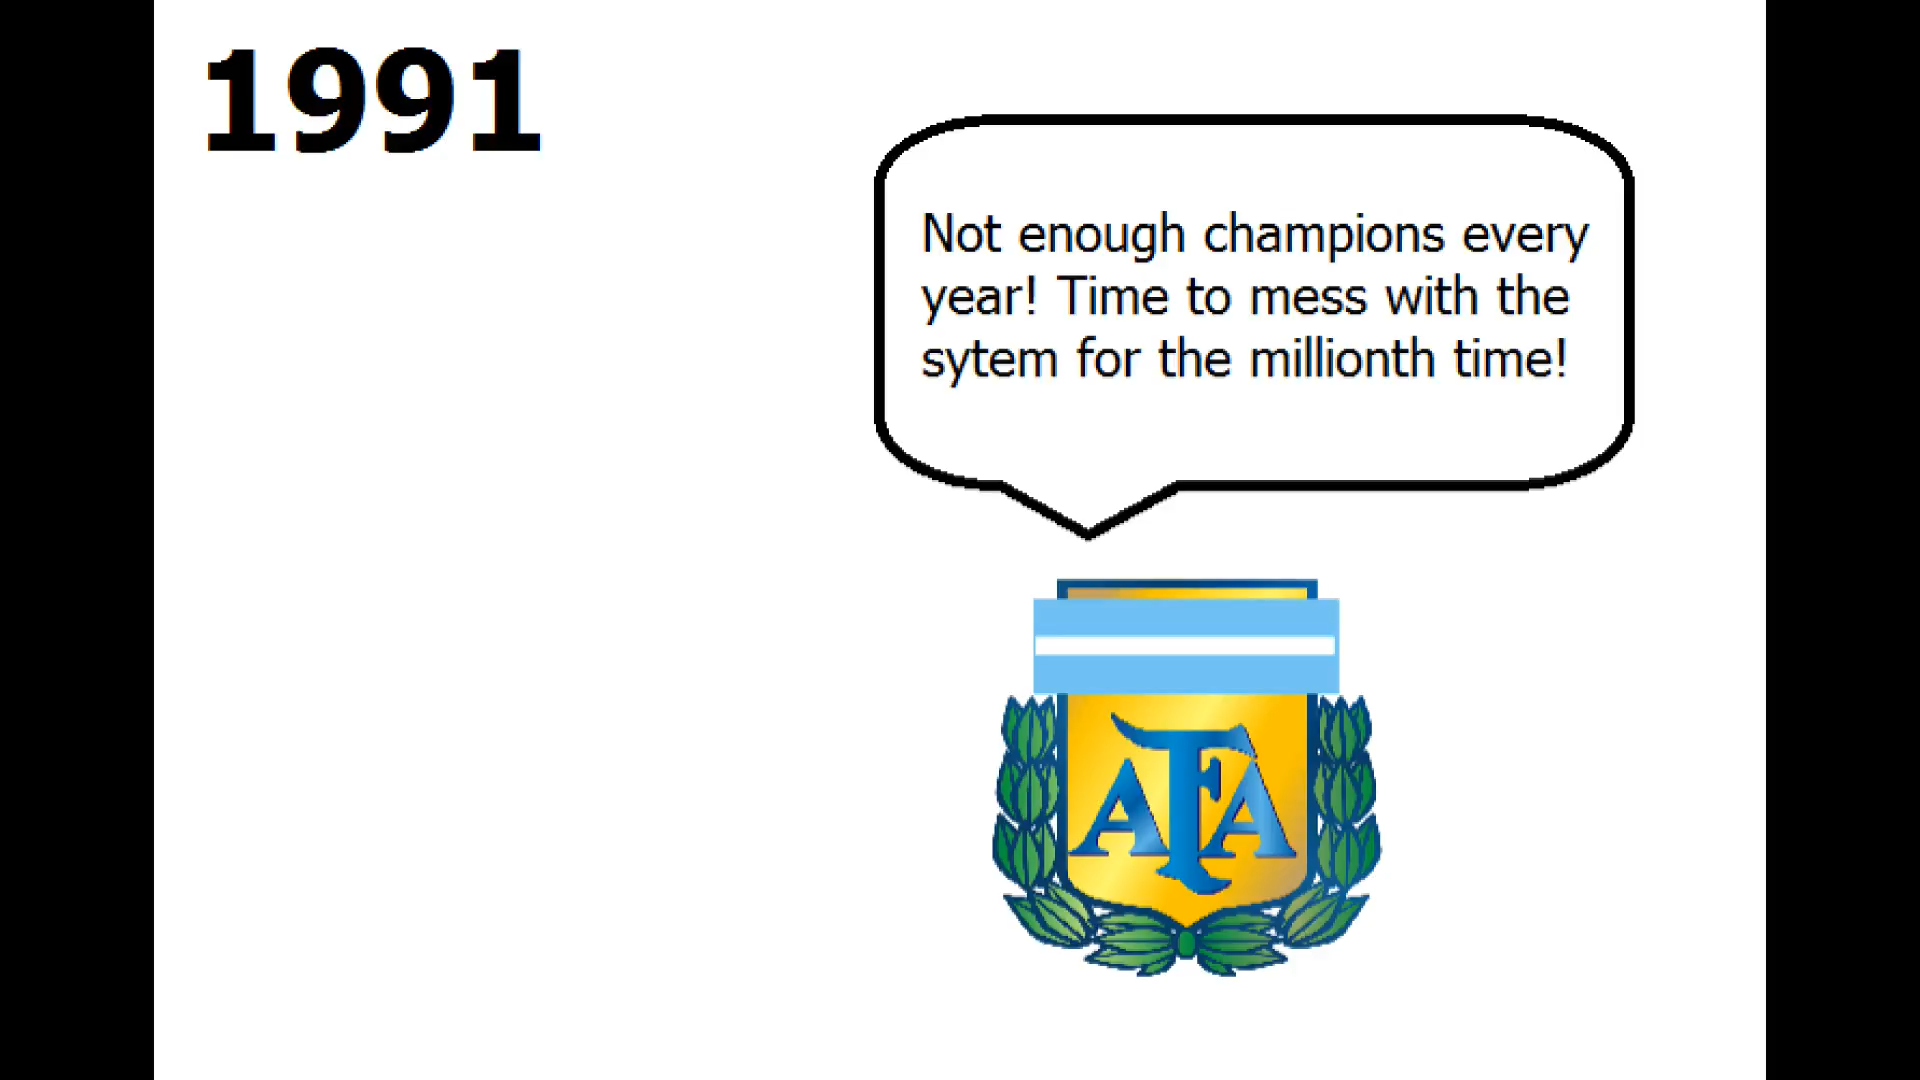 1991
Not enough champions every
year! Time to mess with the
sytem for the millionth time!
AFA